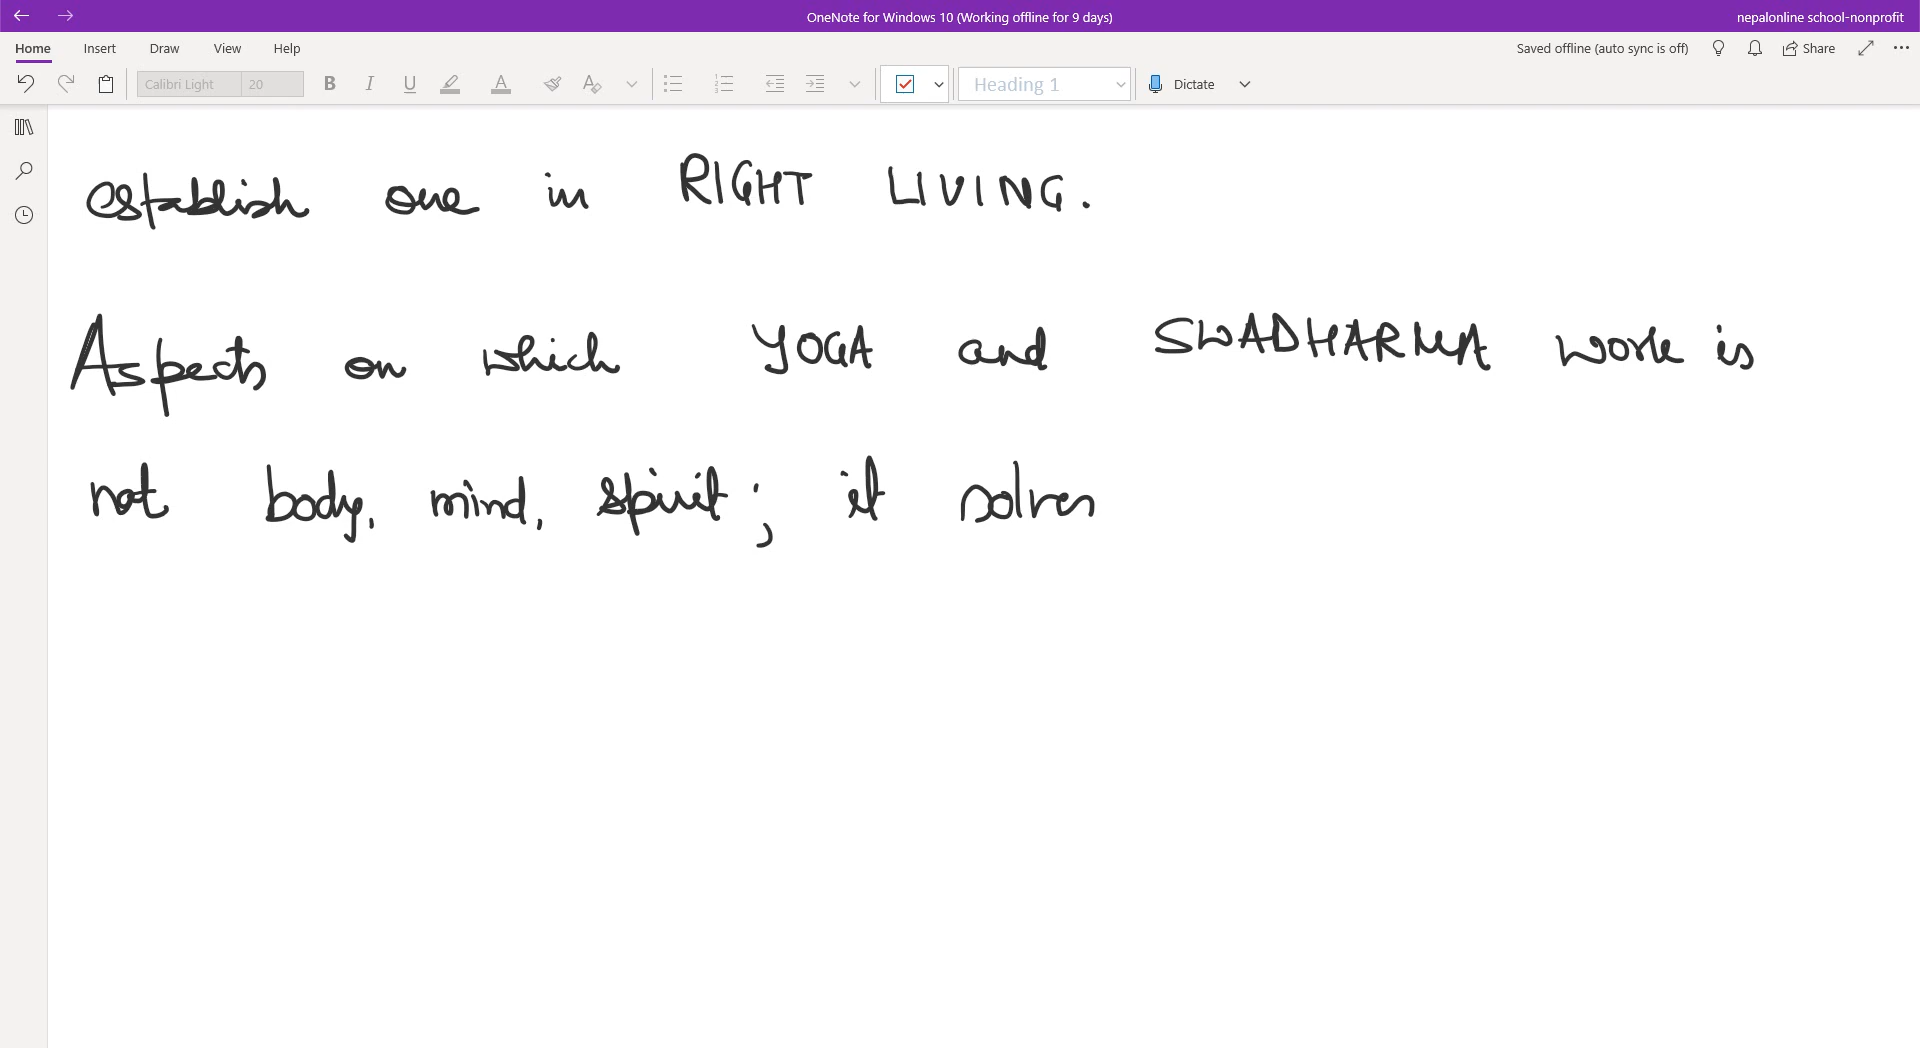 OneNote for Windows 10 (Working offline for 9 days)
nepalonline school-nonprofit
Home Insert Draw View Help
Saved offline (auto sync is off) Share
Calibri Light 20 B I U A A Heading 1 Dictate
establish one in RIGHT LIVING.
Aspects on which YOGA and SWADHARMA work is
not body, mind, spirit; it solves